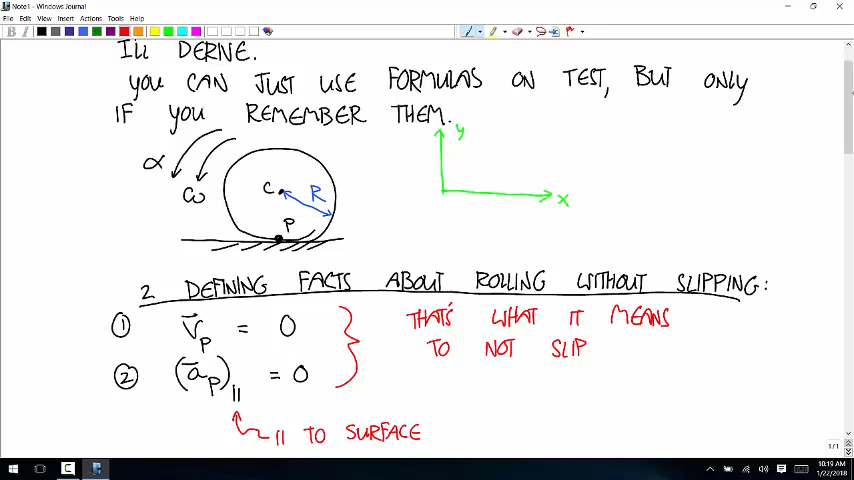 Note1 - Windows Journal
File Edit View Insert Actions Tools Help
I'll DERIVE.
YOU CAN JUST USE FORMULAS ON TEST, BUT ONLY
IF YOU REMEMBER THEM.
y
α
ω
C
R
x
P
2 DEFINING FACTS ABOUT ROLLING WITHOUT SLIPPING:
① v⃗_P = 0
THAT'S WHAT IT MEANS
TO NOT SLIP
② (a⃗_P)_|| = 0
|| TO SURFACE
1/1
10:19 AM
1/22/2018